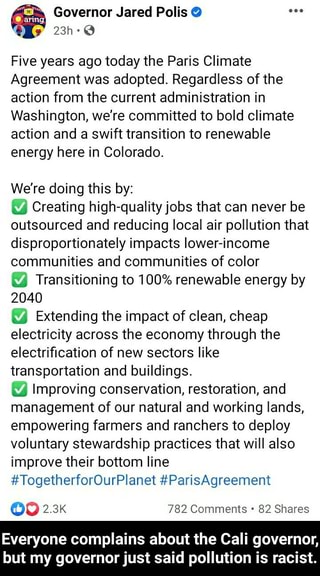 Governor Jared Polis
23h
Five years ago today the Paris Climate
Agreement was adopted. Regardless of the
action from the current administration in
Washington, we're committed to bold climate
action and a swift transition to renewable
energy here in Colorado.
We're doing this by:
✅ Creating high-quality jobs that can never be
outsourced and reducing local air pollution that
disproportionately impacts lower-income
communities and communities of color
✅ Transitioning to 100% renewable energy by
2040
✅ Extending the impact of clean, cheap
electricity across the economy through the
electrification of new sectors like
transportation and buildings.
✅ Improving conservation, restoration, and
management of our natural and working lands,
empowering farmers and ranchers to deploy
voluntary stewardship practices that will also
improve their bottom line
#TogetherforOurPlanet #ParisAgreement
2.3K 782 Comments • 82 Shares
Everyone complains about the Cali governor,
but my governor just said pollution is racist.